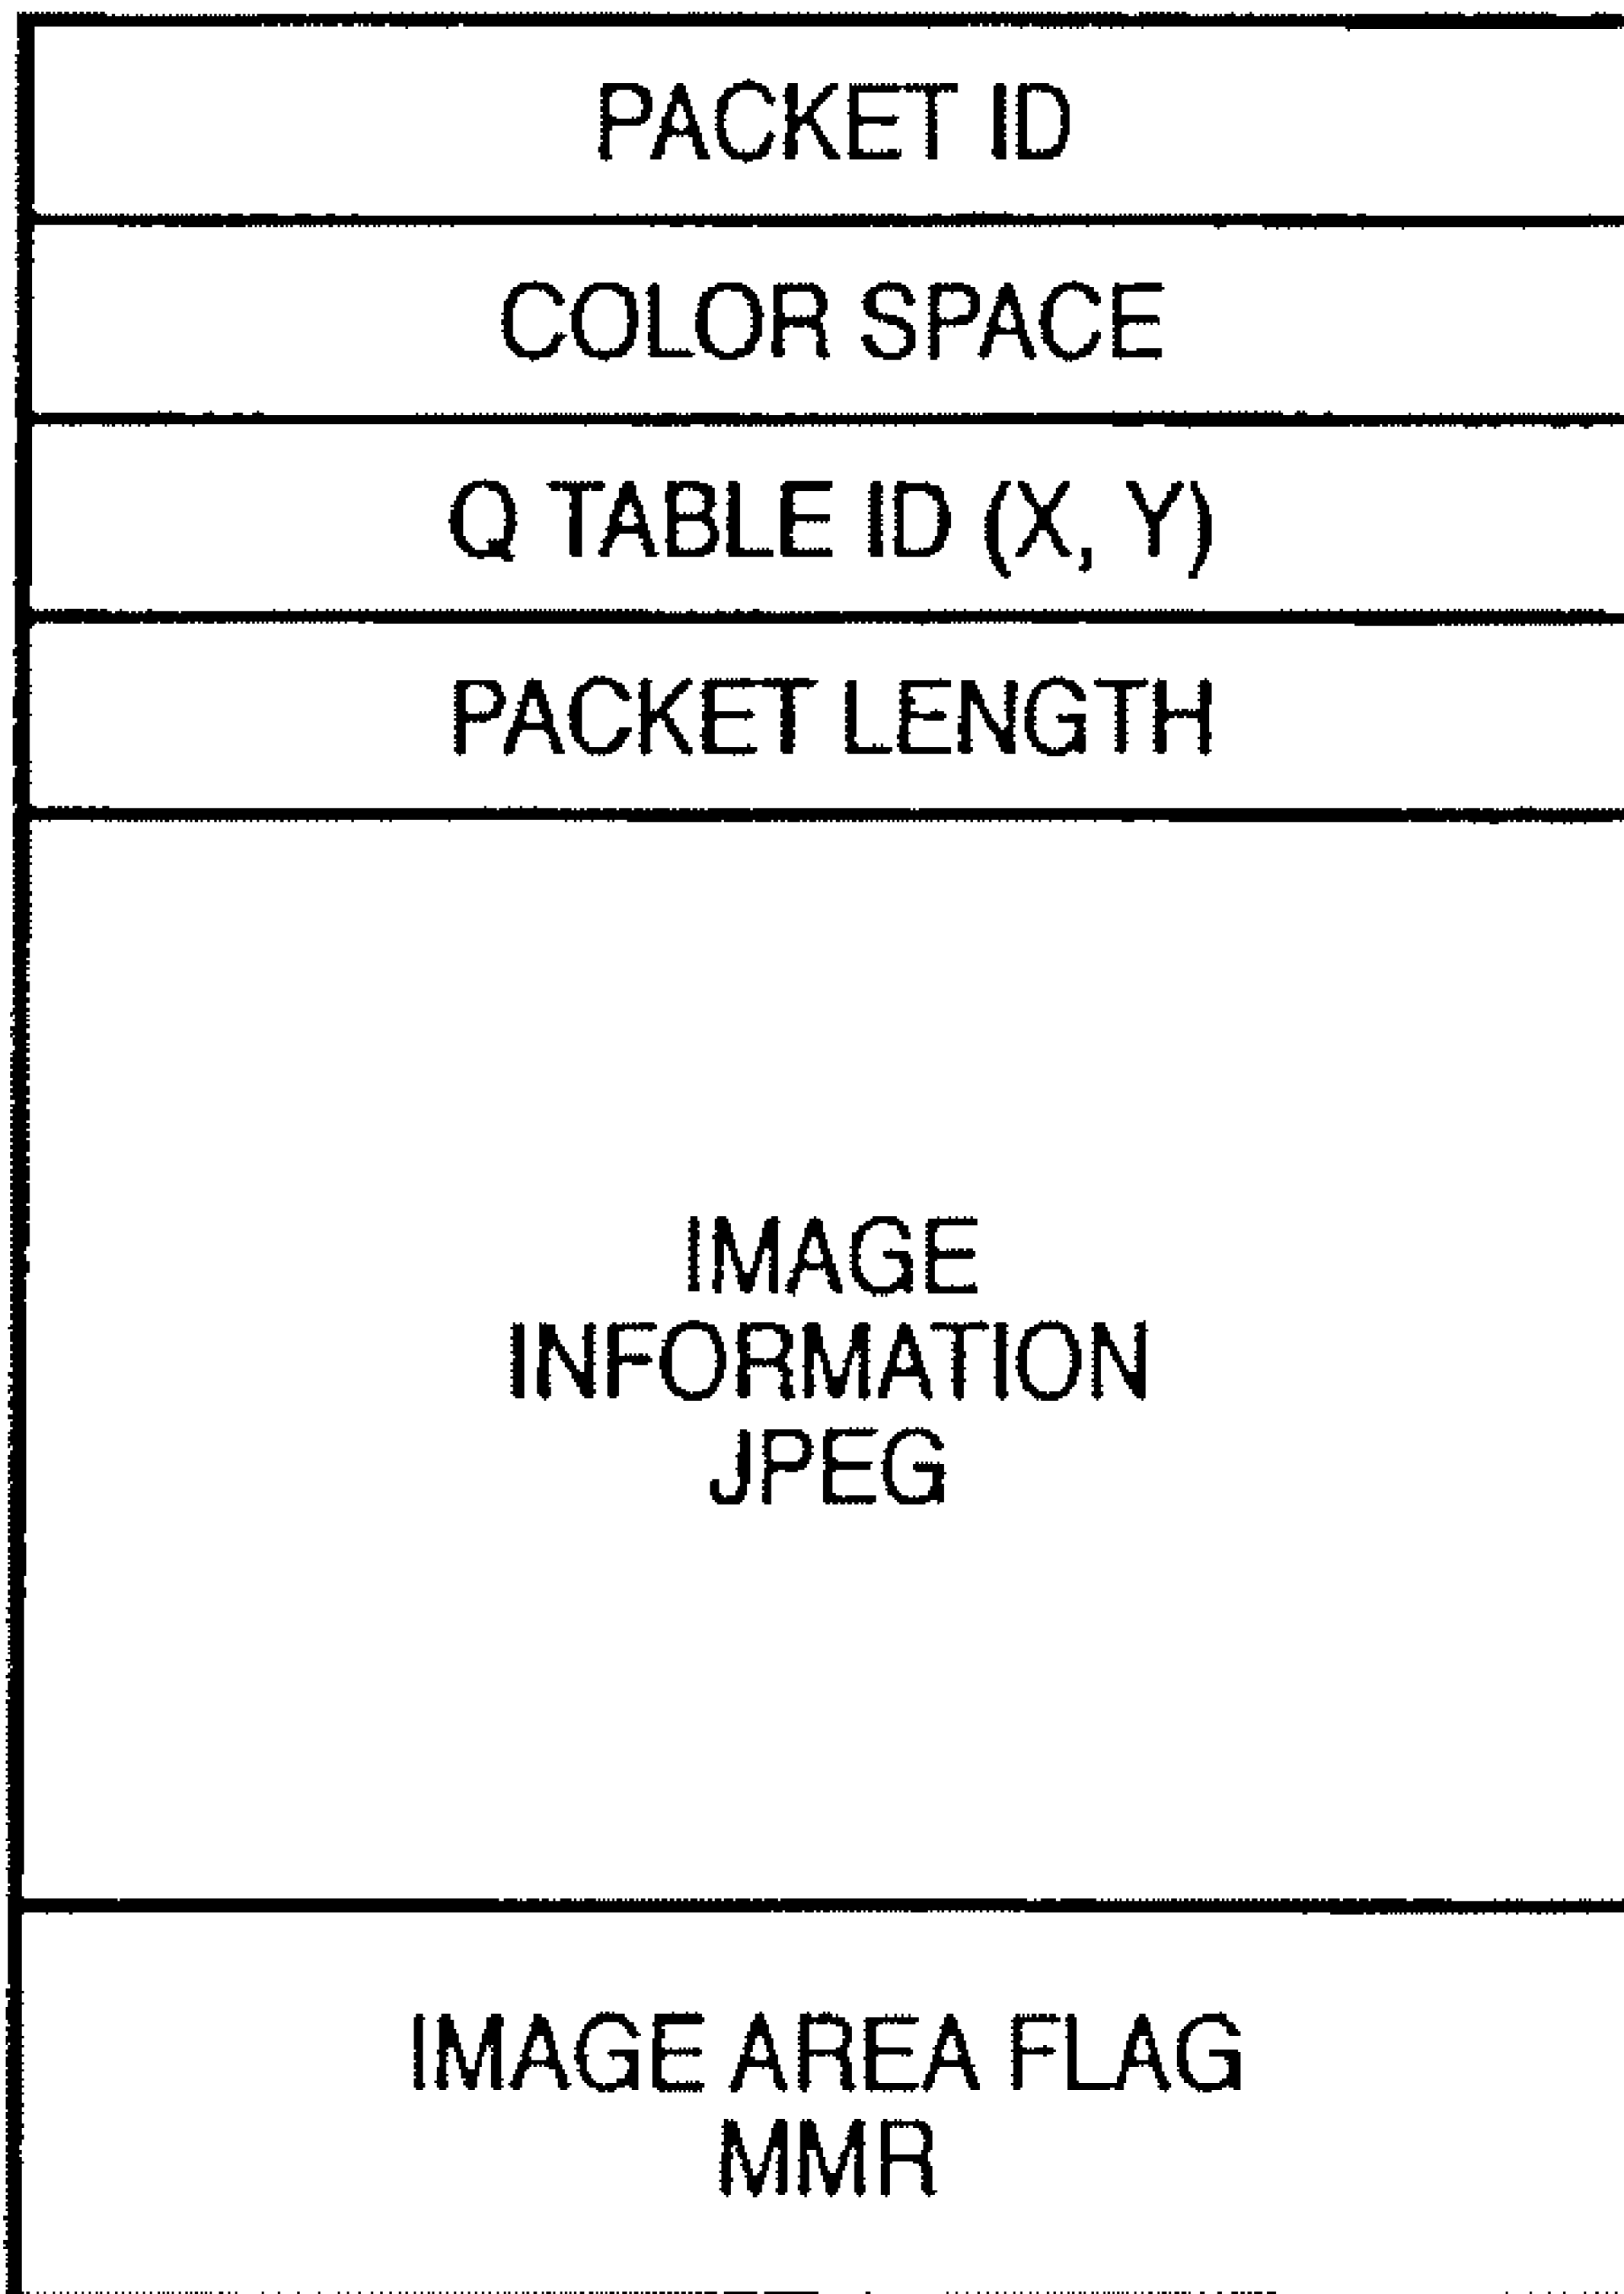 PACKET ID
COLOR SPACE
Q TABLE ID (X, Y)
PACKET LENGTH
IMAGE
INFORMATION
JPEG
IMAGE AREA FLAG
MMR